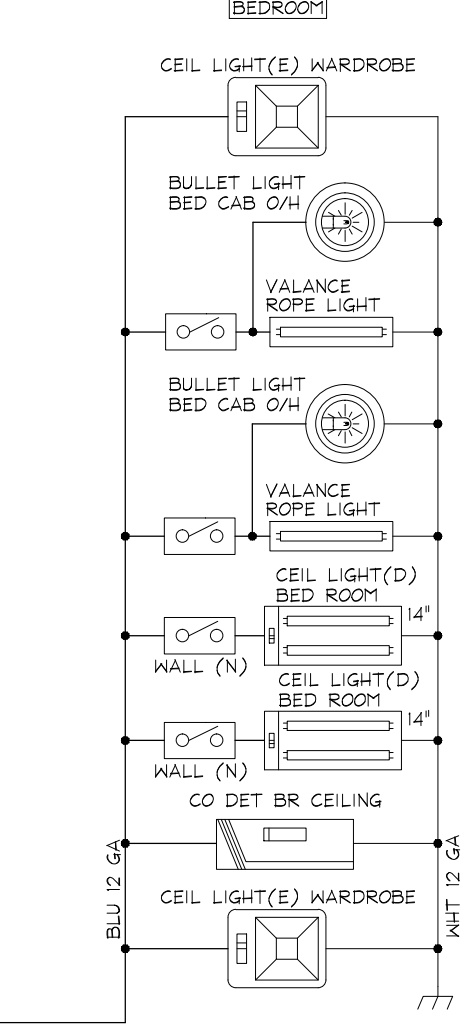 BEDROOM
CEIL LIGHT(E) WARDROBE
BULLET LIGHT
BED CAB O/H
VALANCE
ROPE LIGHT
BULLET LIGHT
BED CAB O/H
VALANCE
ROPE LIGHT
CEIL LIGHT(D)
BED ROOM
14"
WALL (N)
CEIL LIGHT(D)
BED ROOM
14"
WALL (N)
CO DET BR CEILING
BLU 12 GA
WHT 12 GA
CEIL LIGHT(E) WARDROBE